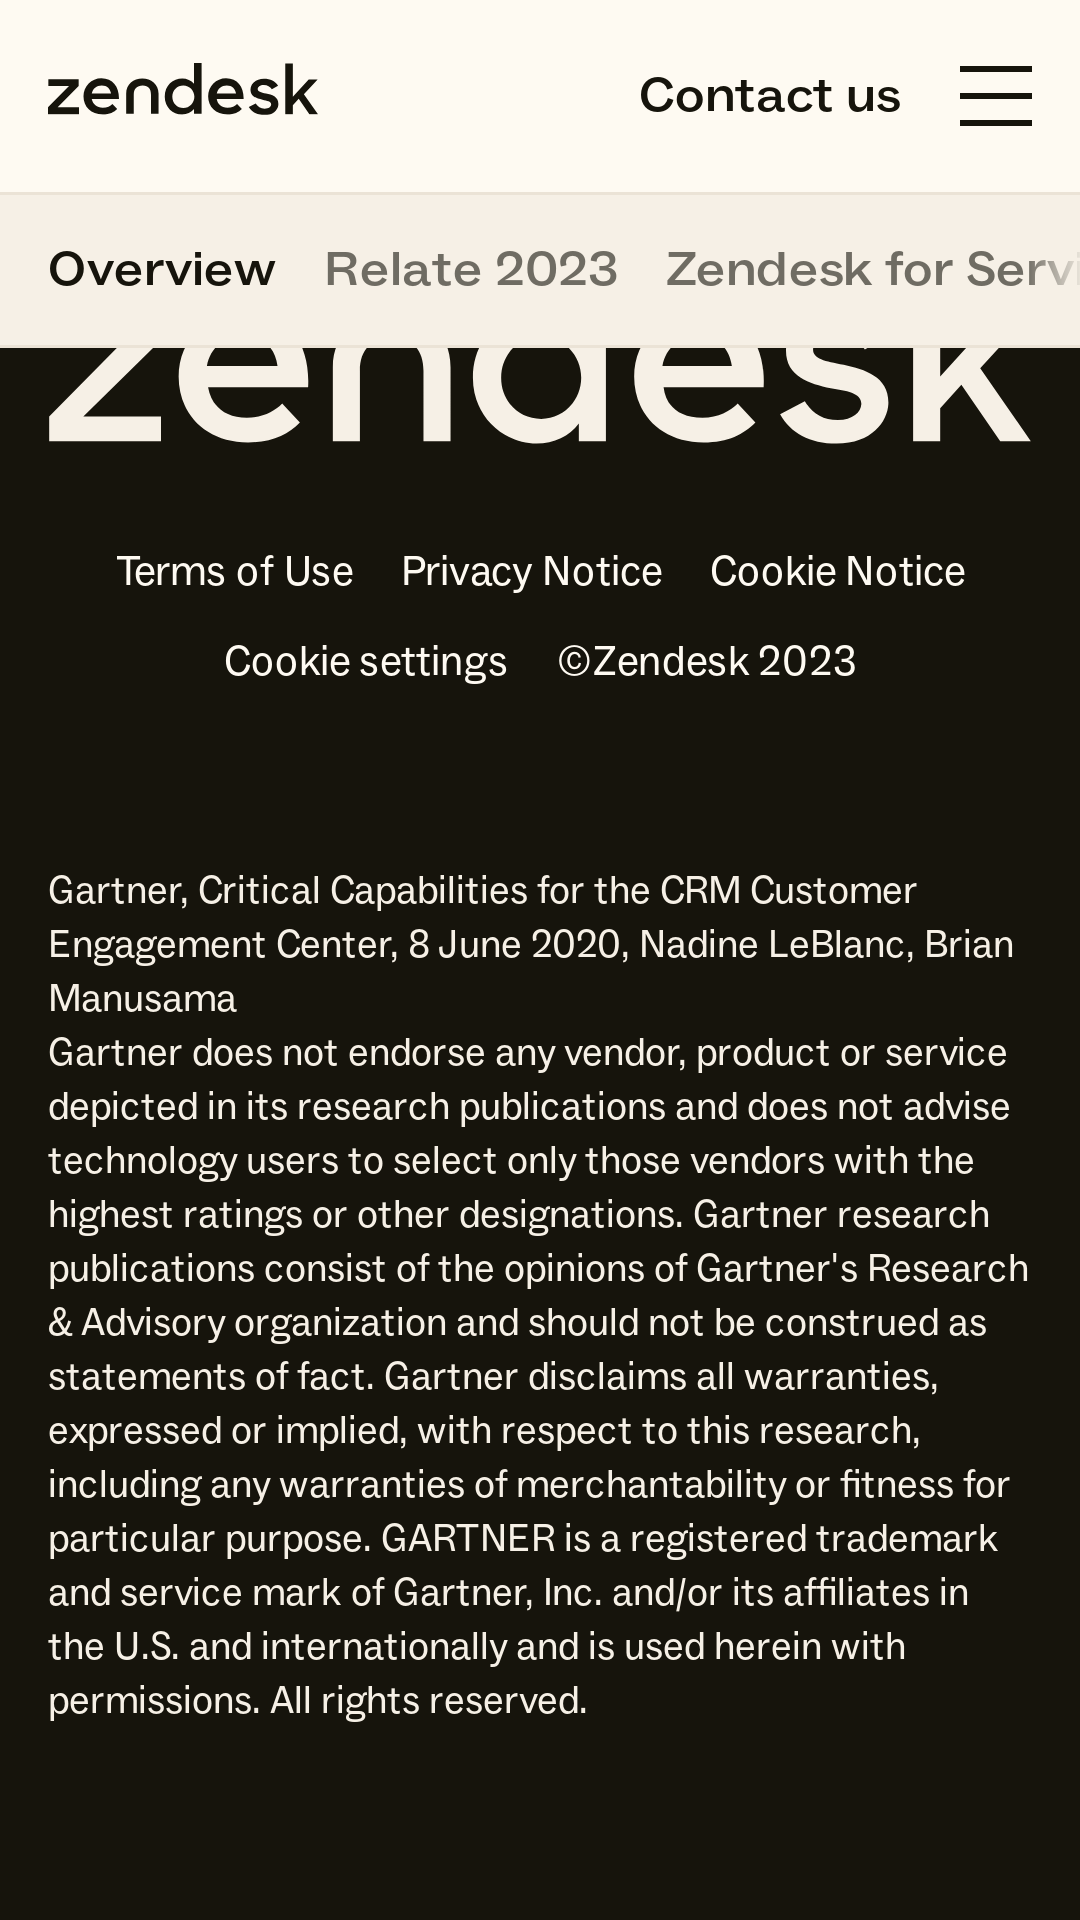 zendesk
Contact us
Overview Relate 2023 Zendesk for Servi
zendesk
Terms of Use Privacy Notice Cookie Notice
Cookie settings ©Zendesk 2023
Gartner, Critical Capabilities for the CRM Customer
Engagement Center, 8 June 2020, Nadine LeBlanc, Brian
Manusama
Gartner does not endorse any vendor, product or service
depicted in its research publications and does not advise
technology users to select only those vendors with the
highest ratings or other designations. Gartner research
publications consist of the opinions of Gartner's Research
& Advisory organization and should not be construed as
statements of fact. Gartner disclaims all warranties,
expressed or implied, with respect to this research,
including any warranties of merchantability or fitness for
particular purpose. GARTNER is a registered trademark
and service mark of Gartner, Inc. and/or its affiliates in
the U.S. and internationally and is used herein with
permissions. All rights reserved.